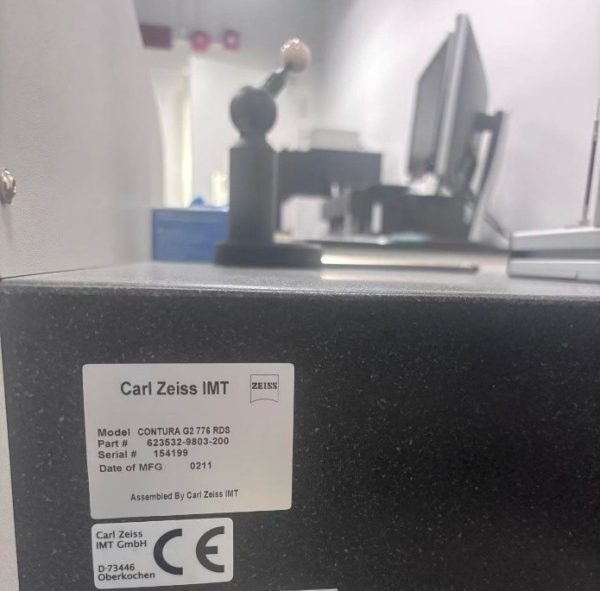 Carl Zeiss IMT
ZEISS
Model CONTURA G2 776 RDS
Part # 623532-9803-200
Serial # 154199
Date of MFG 0211
Assembled By Carl Zeiss IMT
Carl Zeiss
IMT GmbH
CE
D-73446
Oberkochen